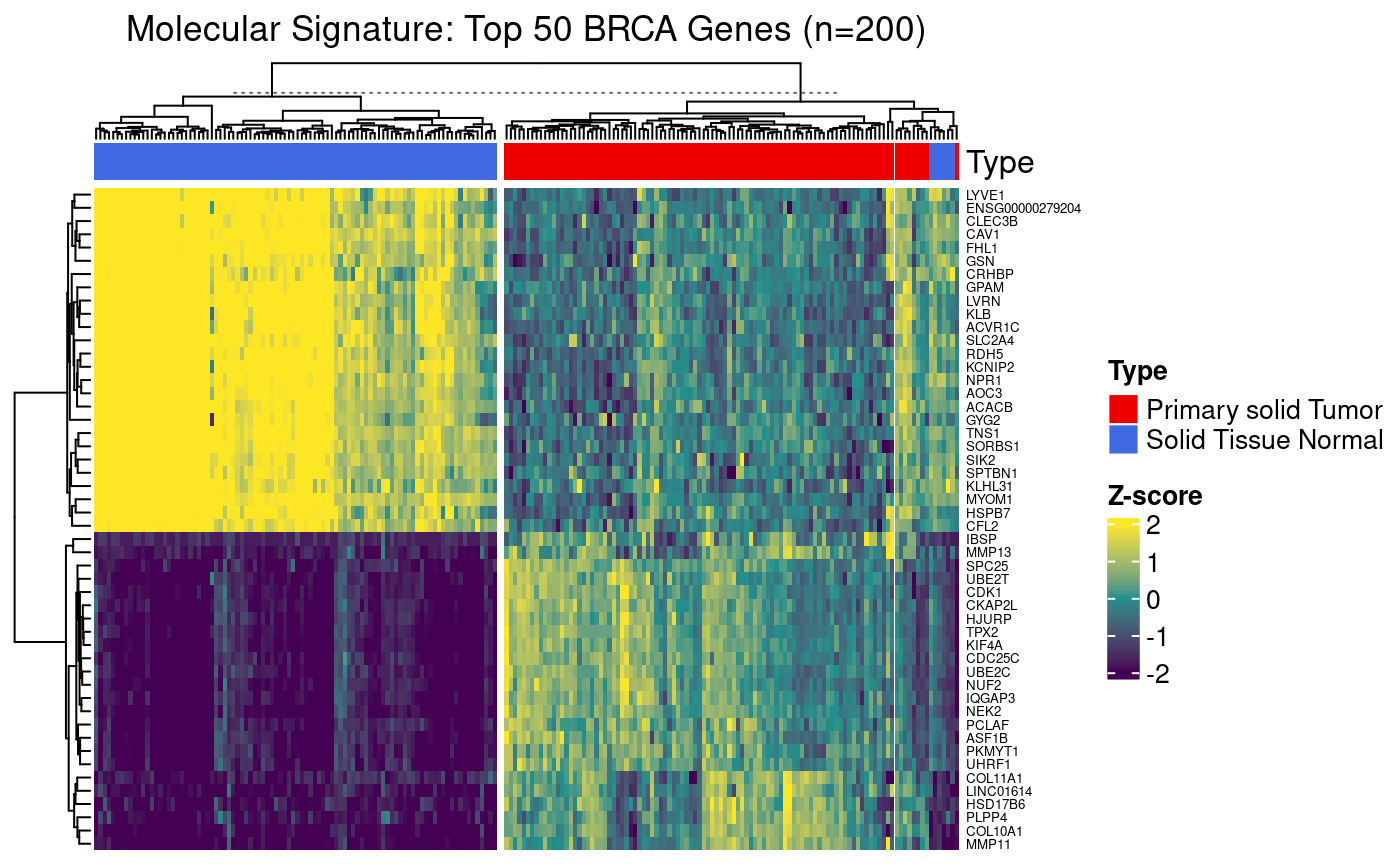 Molecular Signature: Top 50 BRCA Genes (n=200)
Type
LYVE1
ENSG00000279204
CLEC3B
CAV1
FHL1
GSN
CRHBP
GPAM
LVRN
KLB
ACVR1C
SLC2A4
RDH5
KCNIP2
NPR1
AOC3
ACACB
GYG2
TNS1
SORBS1
SIK2
SPTBN1
KLHL31
MYOM1
HSPB7
CFL2
IBSP
MMP13
SPC25
UBE2T
CDK1
CKAP2L
HJURP
TPX2
KIF4A
CDC25C
UBE2C
NUF2
IQGAP3
NEK2
PCLAF
ASF1B
PKMYT1
UHRF1
COL11A1
LINC01614
HSD17B6
PLPP4
COL10A1
MMP11
Type
Primary solid Tumor
Solid Tissue Normal
Z-score
2
1
0
-1
-2